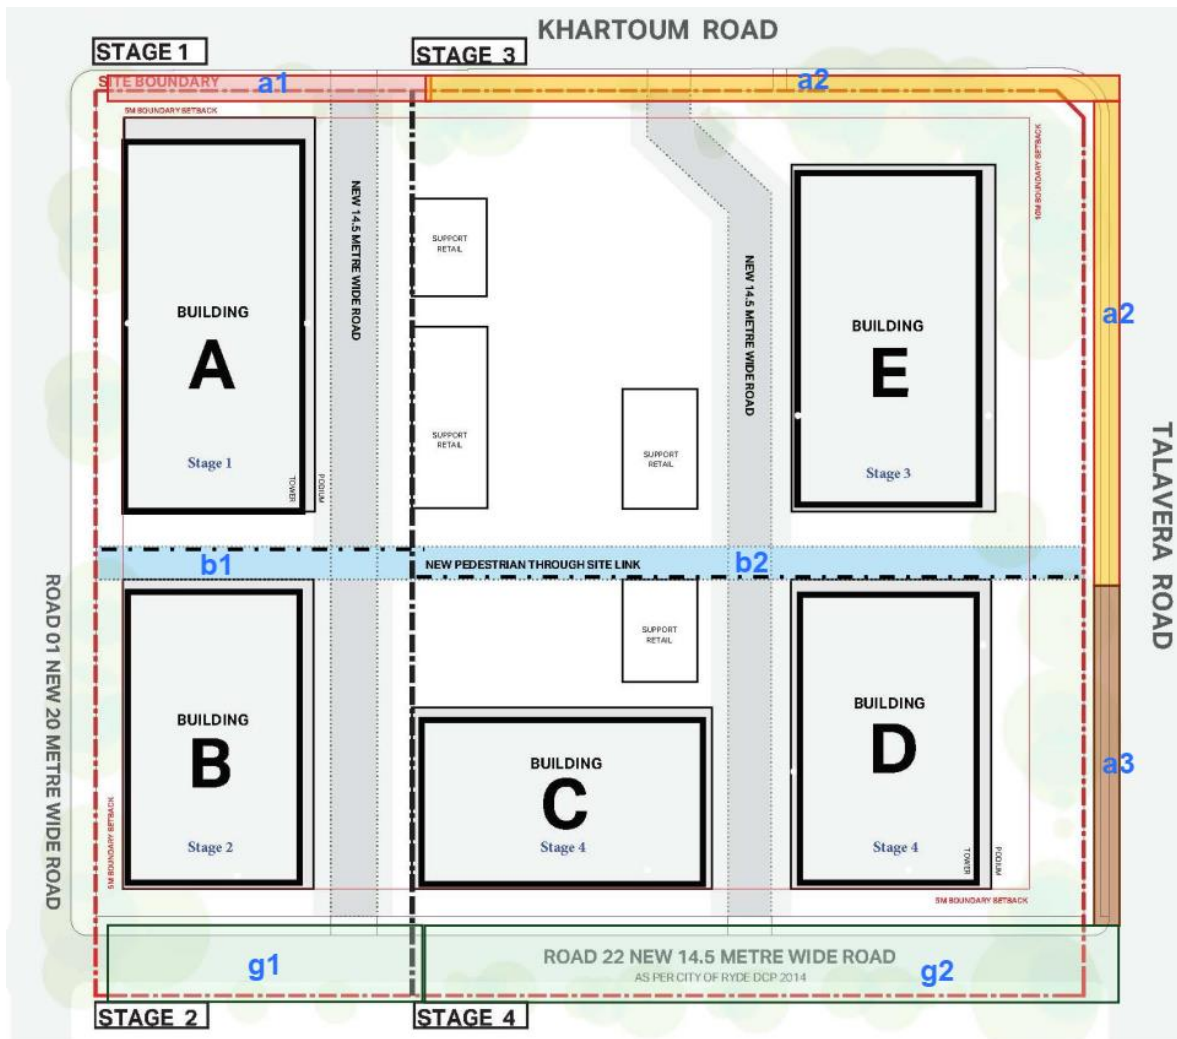 KHARTOUM ROAD
STAGE 1
STAGE 3
SITE BOUNDARY
a1
a2
5M BOUNDARY SETBACK
10M BOUNDARY SETBACK
NEW 14.5 METRE WIDE ROAD
SUPPORT
RETAIL
NEW 14.5 METRE WIDE ROAD
BUILDING
A
Stage 1
TOWER
PODIUM
BUILDING
E
Stage 3
a2
SUPPORT
RETAIL
SUPPORT
RETAIL
TALAVERA ROAD
b1
NEW PEDESTRIAN THROUGH SITE LINK
b2
ROAD 01 NEW 20 METRE WIDE ROAD
SUPPORT
RETAIL
BUILDING
B
Stage 2
5M BOUNDARY SETBACK
BUILDING
C
Stage 4
BUILDING
D
Stage 4
TOWER
PODIUM
a3
5M BOUNDARY SETBACK
g1
ROAD 22 NEW 14.5 METRE WIDE ROAD
AS PER CITY OF RYDE DCP 2014
g2
STAGE 2
STAGE 4